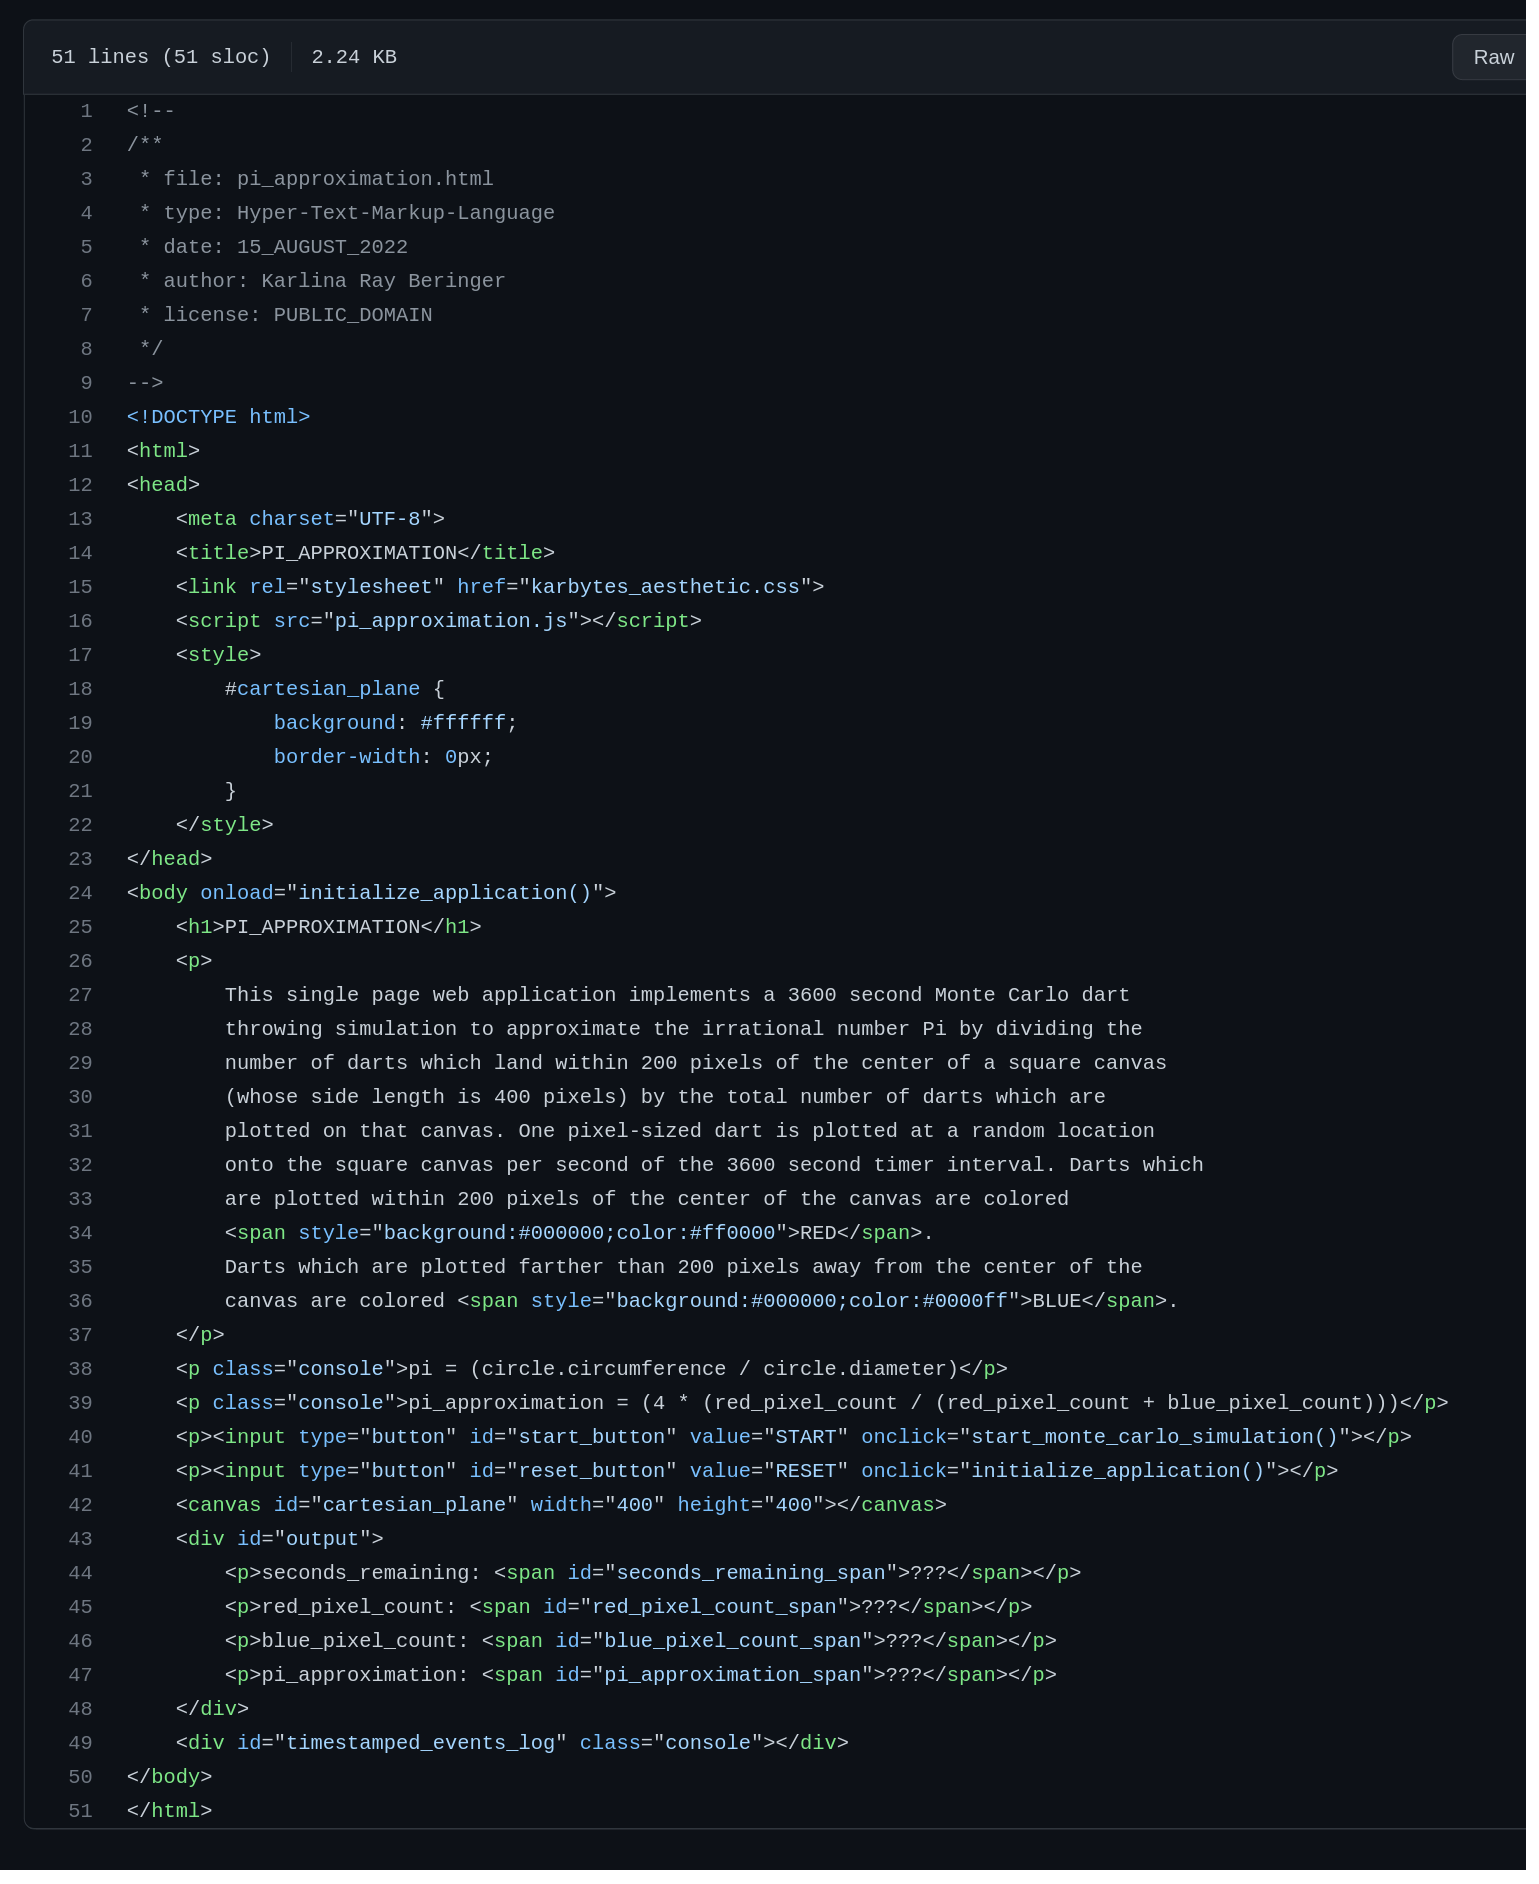 51 lines (51 sloc) 2.24 KB Raw
1 <!--
2 /**
3  * file: pi_approximation.html
4  * type: Hyper-Text-Markup-Language
5  * date: 15_AUGUST_2022
6  * author: Karlina Ray Beringer
7  * license: PUBLIC_DOMAIN
8  */
9 -->
10 <!DOCTYPE html>
11 <html>
12 <head>
13     <meta charset="UTF-8">
14     <title>PI_APPROXIMATION</title>
15     <link rel="stylesheet" href="karbytes_aesthetic.css">
16     <script src="pi_approximation.js"></script>
17     <style>
18         #cartesian_plane {
19             background: #ffffff;
20             border-width: 0px;
21         }
22     </style>
23 </head>
24 <body onload="initialize_application()">
25     <h1>PI_APPROXIMATION</h1>
26     <p>
27         This single page web application implements a 3600 second Monte Carlo dart
28         throwing simulation to approximate the irrational number Pi by dividing the
29         number of darts which land within 200 pixels of the center of a square canvas
30         (whose side length is 400 pixels) by the total number of darts which are
31         plotted on that canvas. One pixel-sized dart is plotted at a random location
32         onto the square canvas per second of the 3600 second timer interval. Darts which
33         are plotted within 200 pixels of the center of the canvas are colored
34         <span style="background:#000000;color:#ff0000">RED</span>.
35         Darts which are plotted farther than 200 pixels away from the center of the
36         canvas are colored <span style="background:#000000;color:#0000ff">BLUE</span>.
37     </p>
38     <p class="console">pi = (circle.circumference / circle.diameter)</p>
39     <p class="console">pi_approximation = (4 * (red_pixel_count / (red_pixel_count + blue_pixel_count)))</p>
40     <p><input type="button" id="start_button" value="START" onclick="start_monte_carlo_simulation()"></p>
41     <p><input type="button" id="reset_button" value="RESET" onclick="initialize_application()"></p>
42     <canvas id="cartesian_plane" width="400" height="400"></canvas>
43     <div id="output">
44         <p>seconds_remaining: <span id="seconds_remaining_span">???</span></p>
45         <p>red_pixel_count: <span id="red_pixel_count_span">???</span></p>
46         <p>blue_pixel_count: <span id="blue_pixel_count_span">???</span></p>
47         <p>pi_approximation: <span id="pi_approximation_span">???</span></p>
48     </div>
49     <div id="timestamped_events_log" class="console"></div>
50 </body>
51 </html>